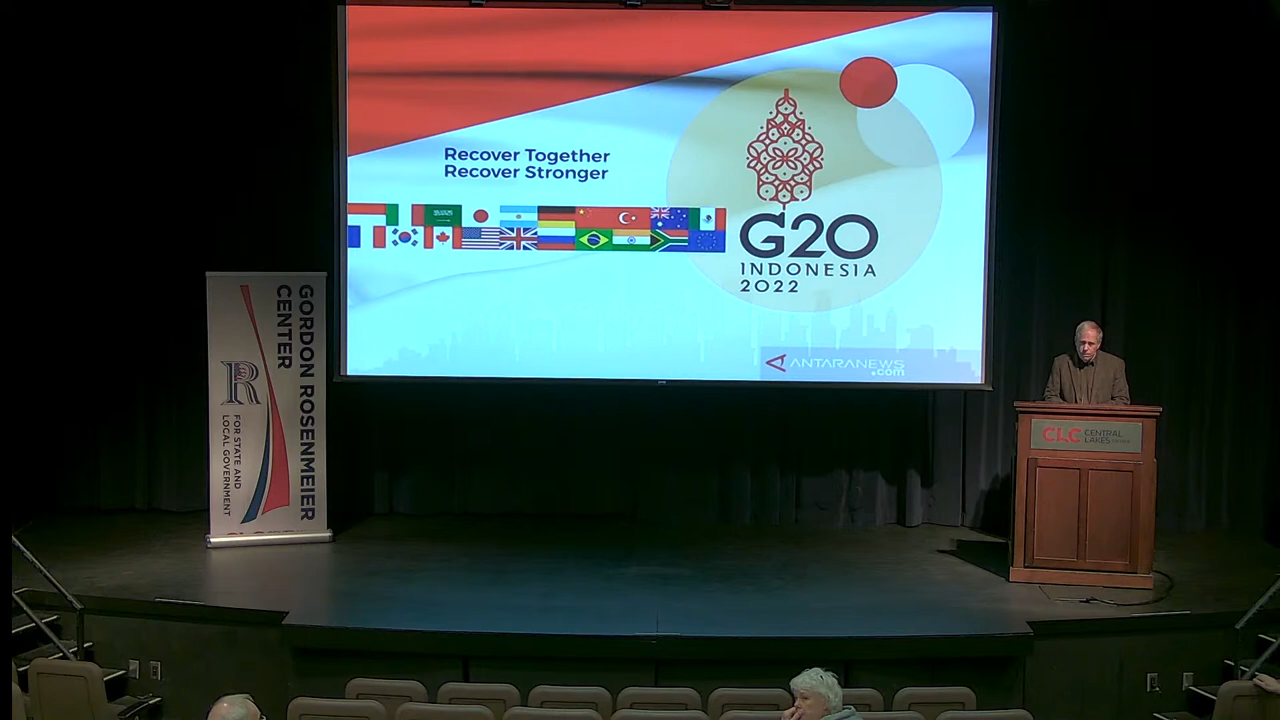 Recover Together
Recover Stronger
G20
INDONESIA
2022
ANTARANEWS
.com
GORDON ROSENMEIER
CENTER
R
FOR STATE AND
LOCAL GOVERNMENT
CLC CENTRAL
LAKES